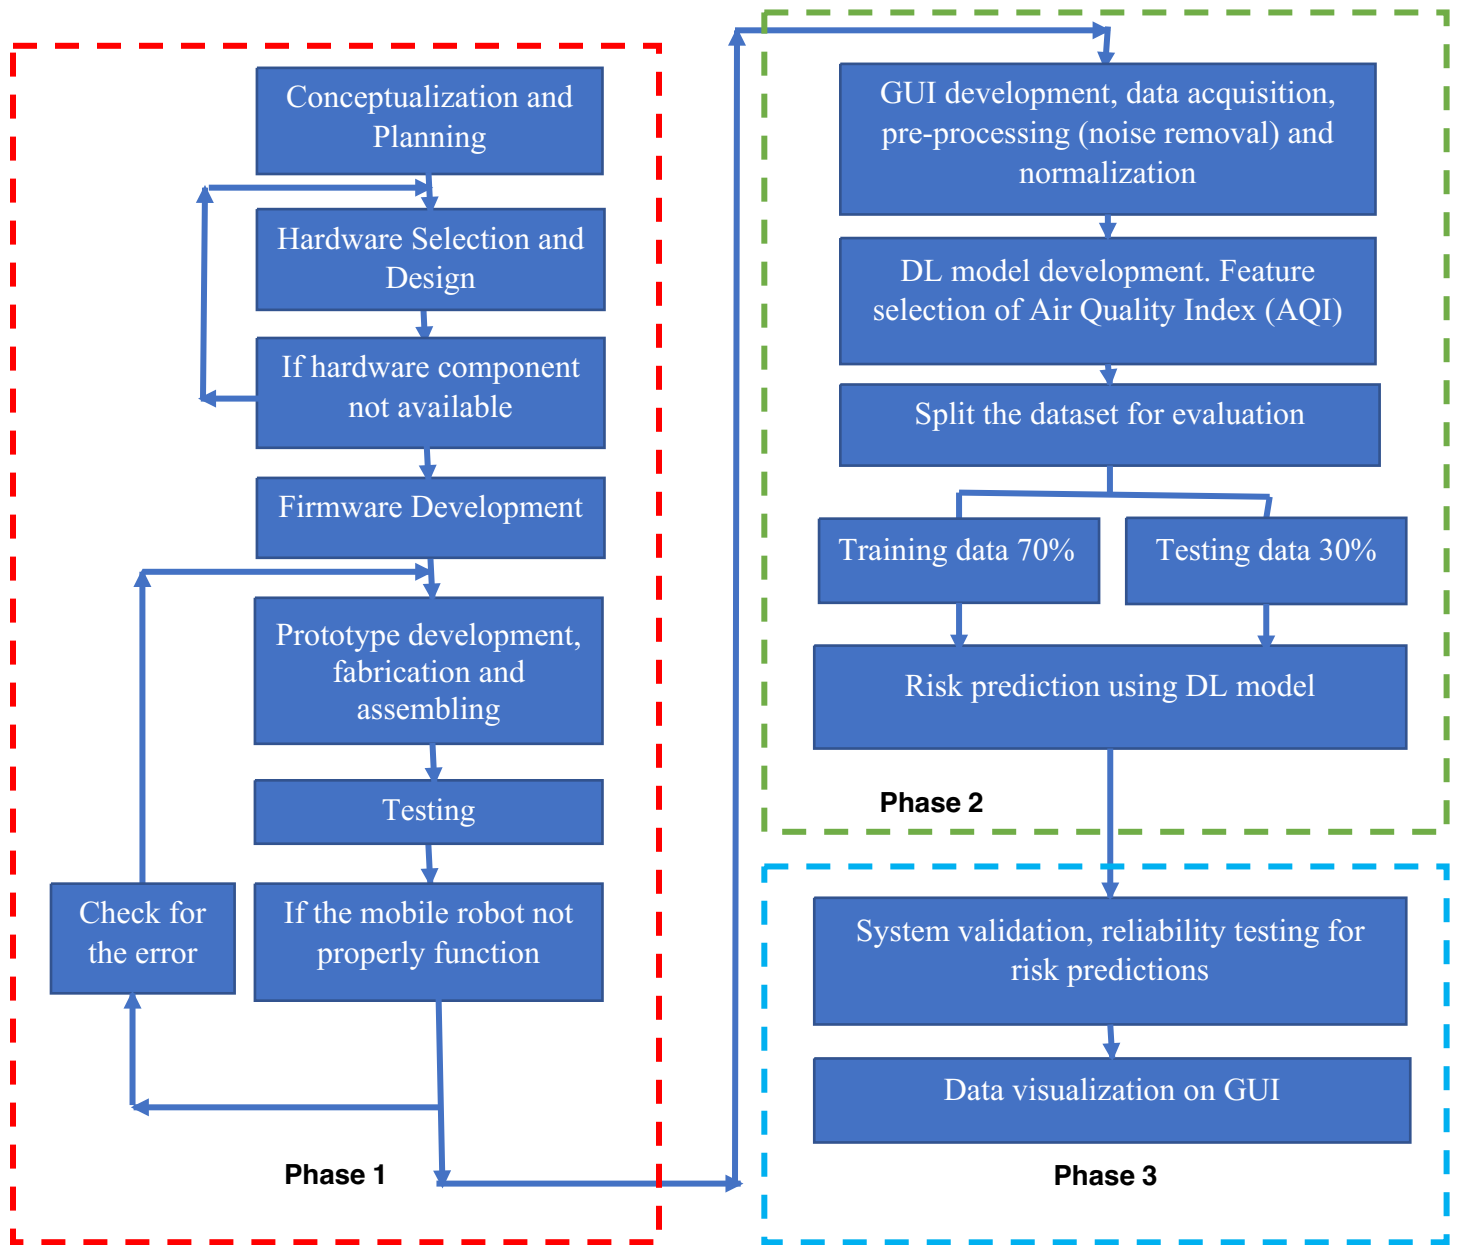 Conceptualization and
Planning
Hardware Selection and
Design
If hardware component
not available
Firmware Development
Prototype development,
fabrication and
assembling
Testing
Check for
the error
If the mobile robot not
properly function
Phase 1
GUI development, data acquisition,
pre-processing (noise removal) and
normalization
DL model development. Feature
selection of Air Quality Index (AQI)
Split the dataset for evaluation
Training data 70%
Testing data 30%
Risk prediction using DL model
Phase 2
System validation, reliability testing for
risk predictions
Data visualization on GUI
Phase 3